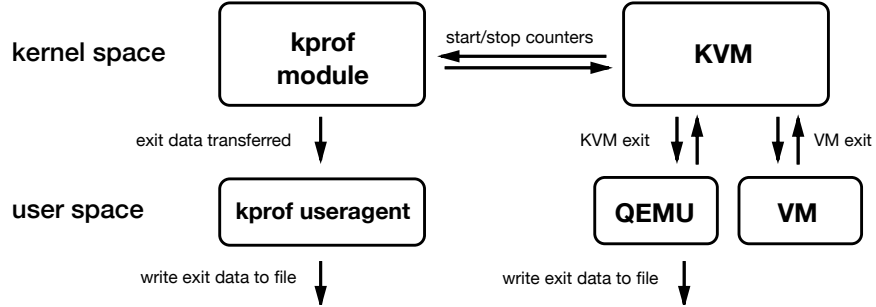 kernel space
kprof
module
start/stop counters
KVM
exit data transferred
KVM exit
VM exit
user space
kprof useragent
QEMU
VM
write exit data to file
write exit data to file